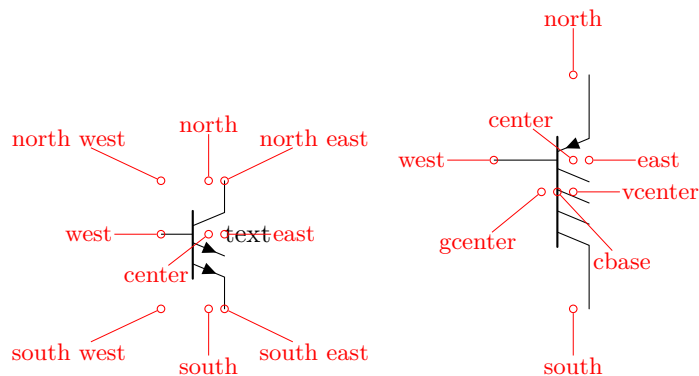 north
north west
north
north east
west
text
east
center
south west
south
south east
center
west
east
vcenter
gcenter
cbase
south